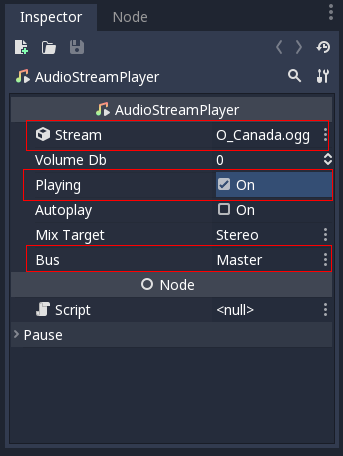 Inspector Node
AudioStreamPlayer
AudioStreamPlayer
Stream O_Canada.ogg
Volume Db 0
Playing On
Autoplay On
Mix Target Stereo
Bus Master
Node
Script <null>
Pause